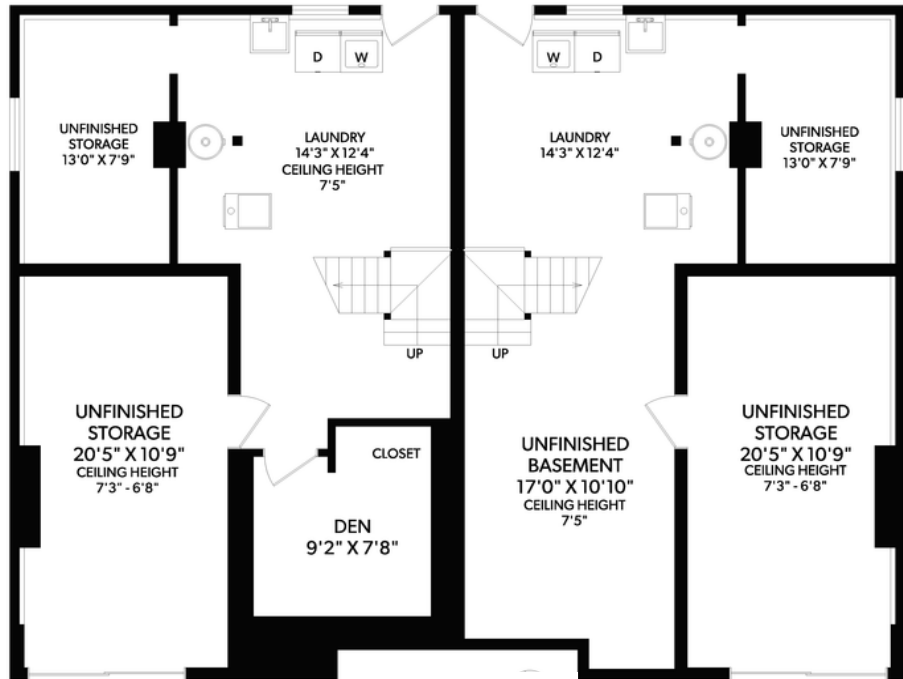 D
W
W
D
UNFINISHED
STORAGE
13'0" X 7'9"
LAUNDRY
14'3" X 12'4"
CEILING HEIGHT
7'5"
LAUNDRY
14'3" X 12'4"
UNFINISHED
STORAGE
13'0" X 7'9"
UP
UP
UNFINISHED
STORAGE
20'5" X 10'9"
CEILING HEIGHT
7'3" - 6'8"
CLOSET
DEN
9'2" X 7'8"
UNFINISHED
BASEMENT
17'0" X 10'10"
CEILING HEIGHT
7'5"
UNFINISHED
STORAGE
20'5" X 10'9"
CEILING HEIGHT
7'3" - 6'8"